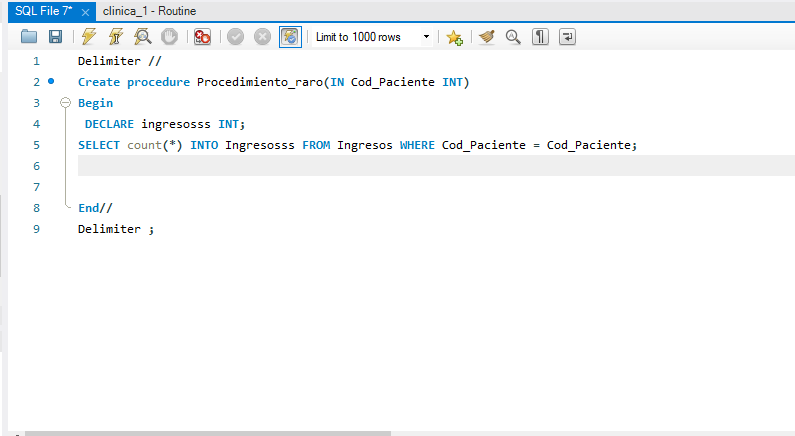 SQL File 7* × clinica_1 - Routine
Limit to 1000 rows
1 Delimiter //
2 Create procedure Procedimiento_raro(IN Cod_Paciente INT)
3 Begin
4 DECLARE ingresosss INT;
5 SELECT count(*) INTO Ingresosss FROM Ingresos WHERE Cod_Paciente = Cod_Paciente;
6
7
8 End//
9 Delimiter ;